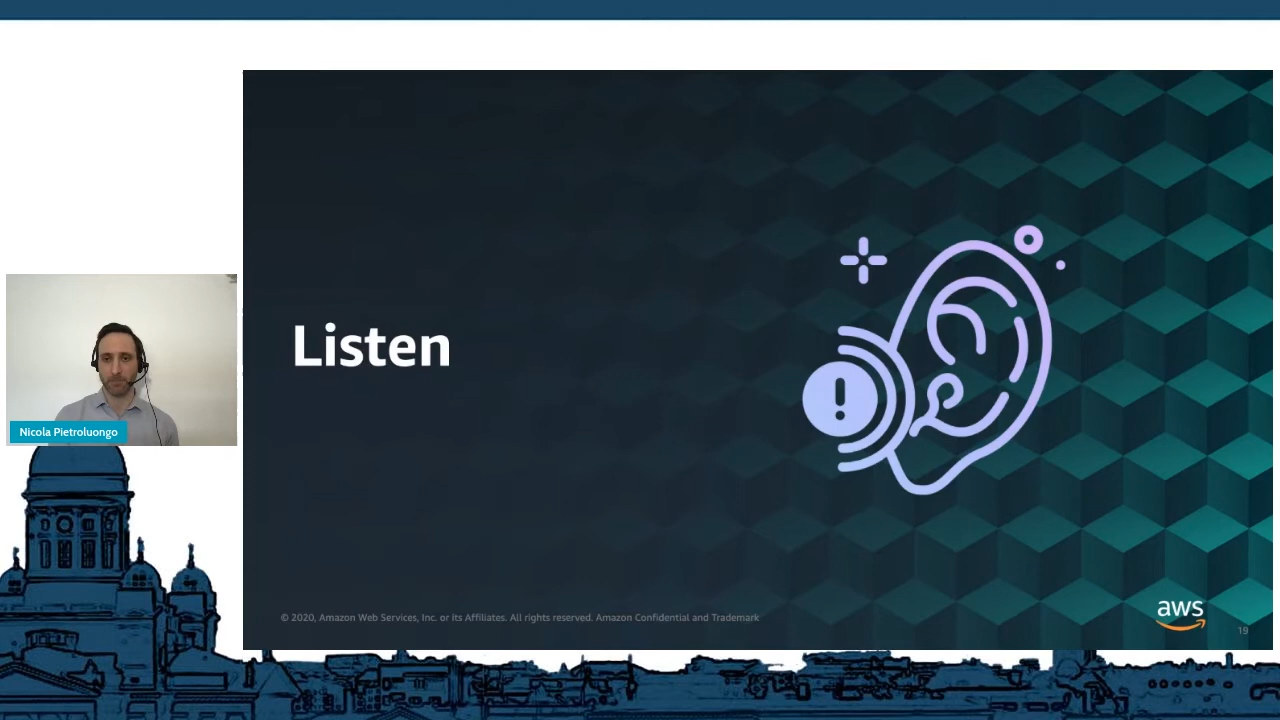 Listen
Nicola Pietroluongo
© 2020, Amazon Web Services, Inc. or its Affiliates. All rights reserved. Amazon Confidential and Trademark
aws
19